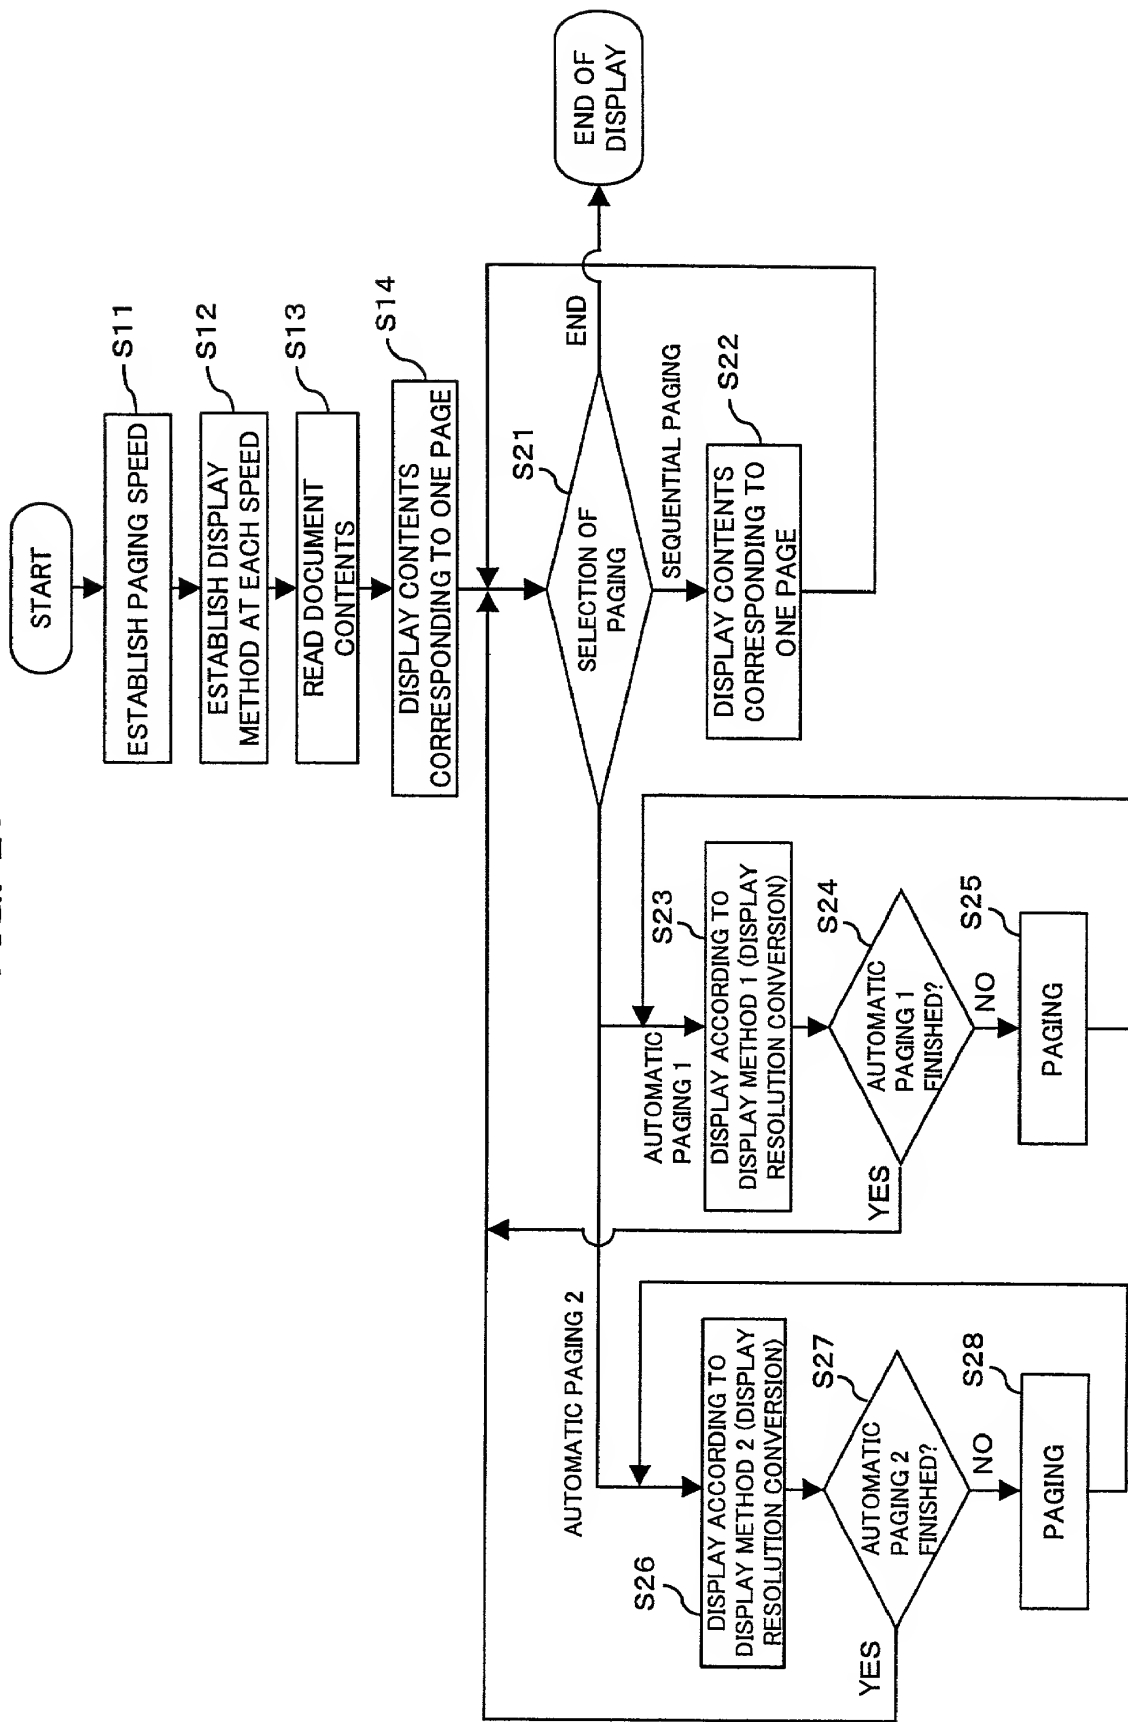 START
ESTABLISH PAGING SPEED
S11
ESTABLISH DISPLAY
METHOD AT EACH SPEED
S12
READ DOCUMENT
CONTENTS
S13
DISPLAY CONTENTS
CORRESPONDING TO ONE PAGE
S14
SELECTION OF
PAGING
S21
END
END OF
DISPLAY
SEQUENTIAL PAGING
DISPLAY CONTENTS
CORRESPONDING TO
ONE PAGE
S22
AUTOMATIC
PAGING 1
DISPLAY ACCORDING TO
DISPLAY METHOD 1 (DISPLAY
RESOLUTION CONVERSION)
S23
AUTOMATIC
PAGING 1
FINISHED?
S24
YES
NO
PAGING
S25
AUTOMATIC PAGING 2
DISPLAY ACCORDING TO
DISPLAY METHOD 2 (DISPLAY
RESOLUTION CONVERSION)
S26
AUTOMATIC
PAGING 2
FINISHED?
S27
YES
NO
PAGING
S28